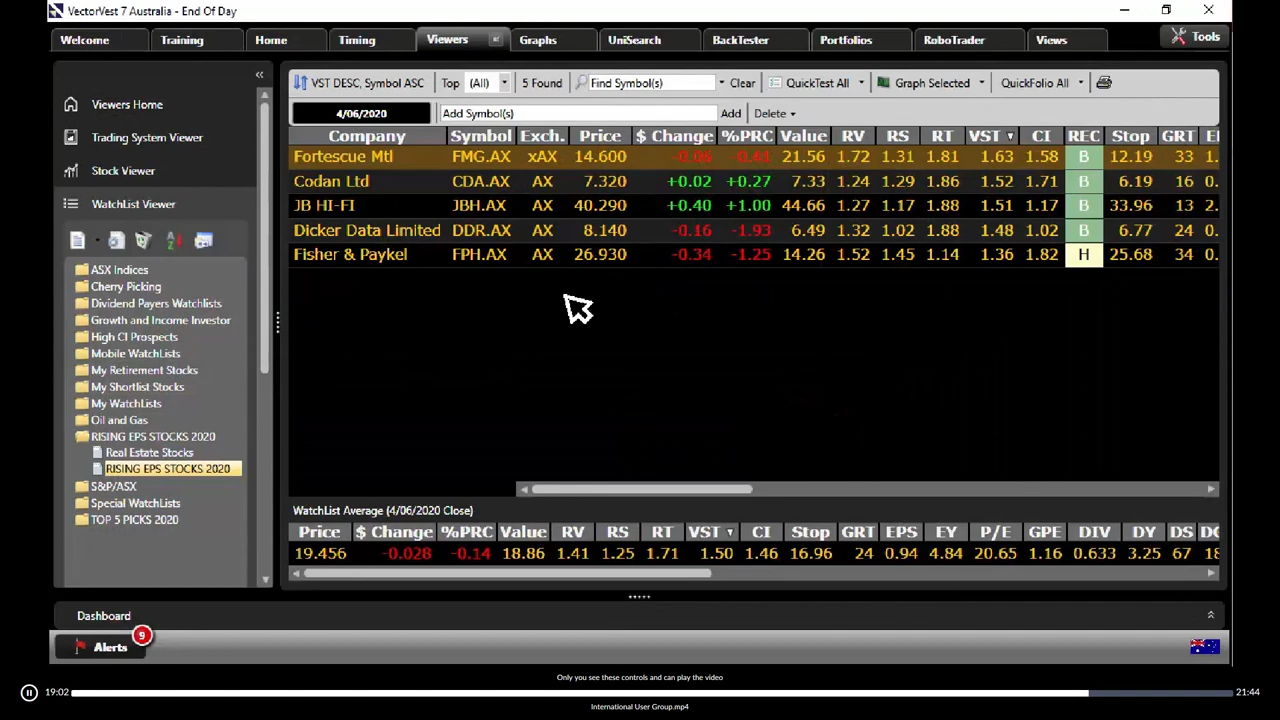 VectorVest 7 Australia - End Of Day
Welcome Training Home Timing Viewers Graphs UniSearch BackTester Portfolios RoboTrader Views Tools
VST DESC, Symbol ASC Top (All) 5 Found Find Symbol(s) Clear QuickTest All Graph Selected QuickFolio All
4/06/2020 Add Symbol(s) Add Delete
Viewers Home
Trading System Viewer
Stock Viewer
WatchList Viewer
ASX Indices
Cherry Picking
Dividend Payers Watchlists
Growth and Income Investor
High CI Prospects
Mobile WatchLists
My Retirement Stocks
My Shortlist Stocks
My WatchLists
Oil and Gas
RISING EPS STOCKS 2020
Real Estate Stocks
RISING EPS STOCKS 2020
S&P/ASX
Special WatchLists
TOP 5 PICKS 2020
Company Symbol Exch. Price $ Change %PRC Value RV RS RT VST CI REC Stop GRT
Fortescue Mtl FMG.AX xAX 14.600 21.56 1.72 1.31 1.81 1.63 1.58 B 12.19 33 1.
Codan Ltd CDA.AX AX 7.320 +0.02 +0.27 7.33 1.24 1.29 1.86 1.52 1.71 B 6.19 16 0.
JB HI-FI JBH.AX AX 40.290 +0.40 +1.00 44.66 1.27 1.17 1.88 1.51 1.17 B 33.96 13 2.
Dicker Data Limited DDR.AX AX 8.140 -0.16 -1.93 6.49 1.32 1.02 1.88 1.48 1.02 B 6.77 24 0.
Fisher & Paykel FPH.AX AX 26.930 -0.34 -1.25 14.26 1.52 1.45 1.14 1.36 1.82 H 25.68 34 0.
WatchList Average (4/06/2020 Close)
Price $ Change %PRC Value RV RS RT VST CI Stop GRT EPS EY P/E GPE DIV DY DS
19.456 -0.028 -0.14 18.86 1.41 1.25 1.71 1.50 1.46 16.96 24 0.94 4.84 20.65 1.16 0.633 3.25 67
Dashboard
Alerts 9
Only you see these controls and can play the video
19:02 21:44
International User Group.mp4